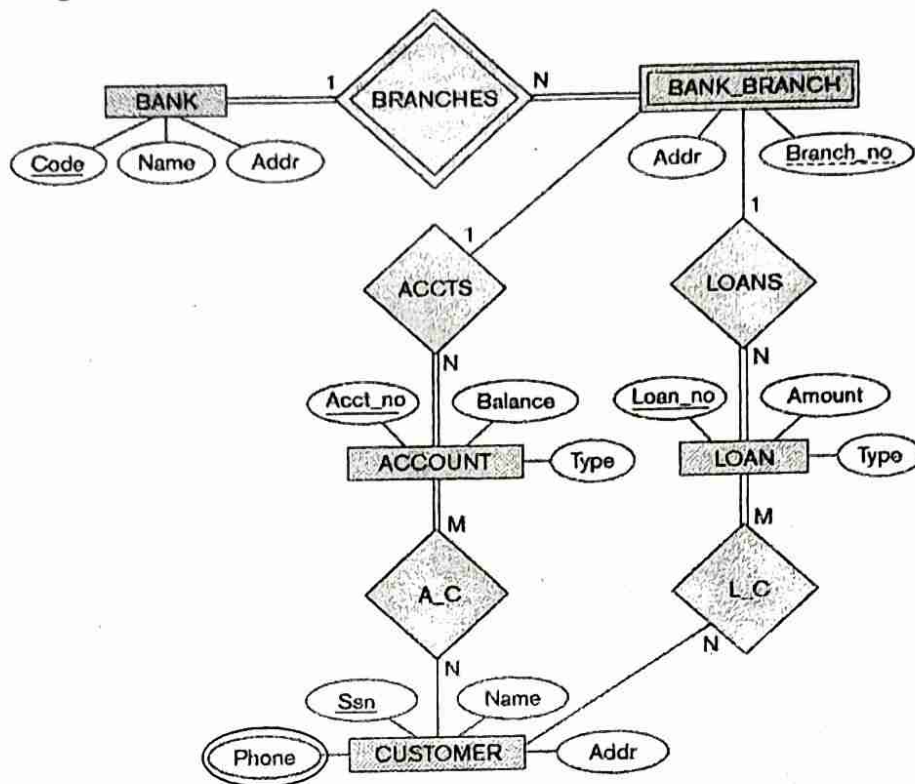 1 BRANCHES N BANK_BRANCH
BANK
Code Name Addr Addr Branch_no
1 1
ACCTS LOANS
N N
Acct_no Balance Loan_no Amount
ACCOUNT Type LOAN Type
M M
A_C L_C
N N
Ssn Name
Phone CUSTOMER Addr